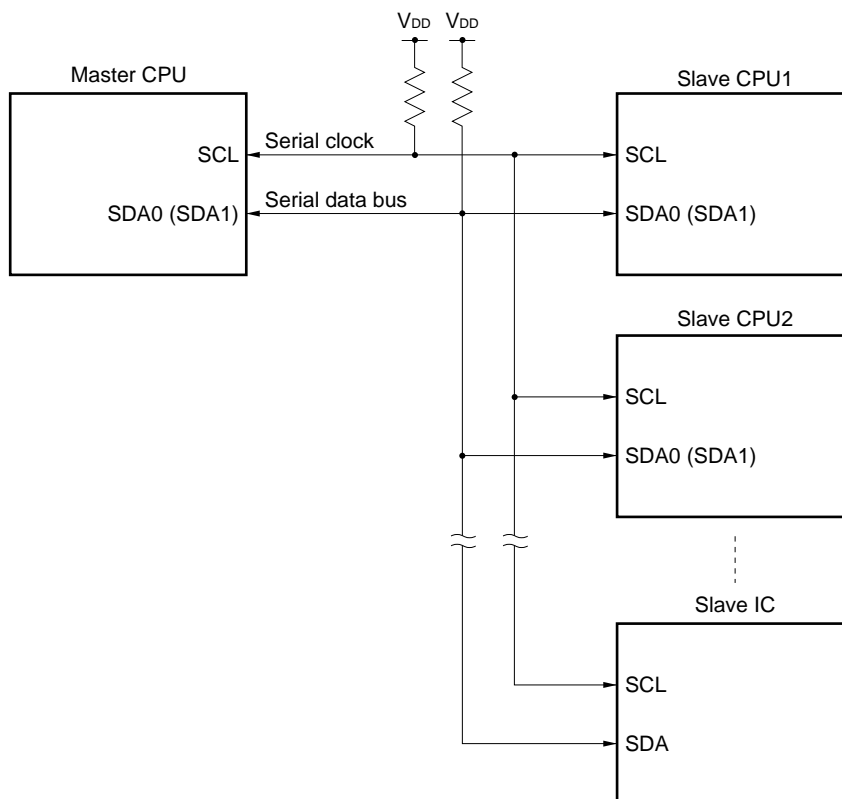 VDD VDD
Master CPU
Slave CPU1
SCL
Serial clock
SCL
SDA0 (SDA1)
Serial data bus
SDA0 (SDA1)
Slave CPU2
SCL
SDA0 (SDA1)
Slave IC
SCL
SDA